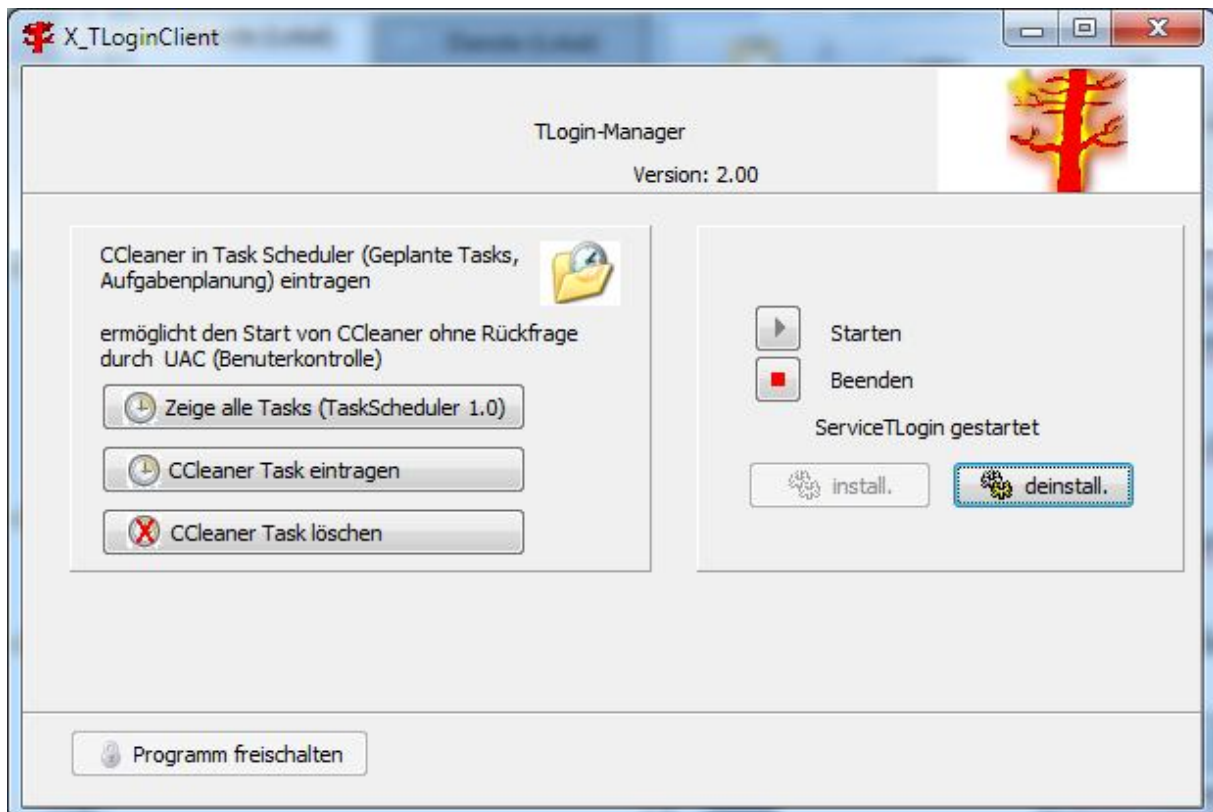 X_TLoginClient
TLogin-Manager
Version: 2.00
CCleaner in Task Scheduler (Geplante Tasks,
Aufgabenplanung) eintragen
ermöglicht den Start von CCleaner ohne Rückfrage
durch UAC (Benuterkontrolle)
Zeige alle Tasks (TaskScheduler 1.0)
CCleaner Task eintragen
CCleaner Task löschen
Starten
Beenden
ServiceTLogin gestartet
install.
deinstall.
Programm freischalten